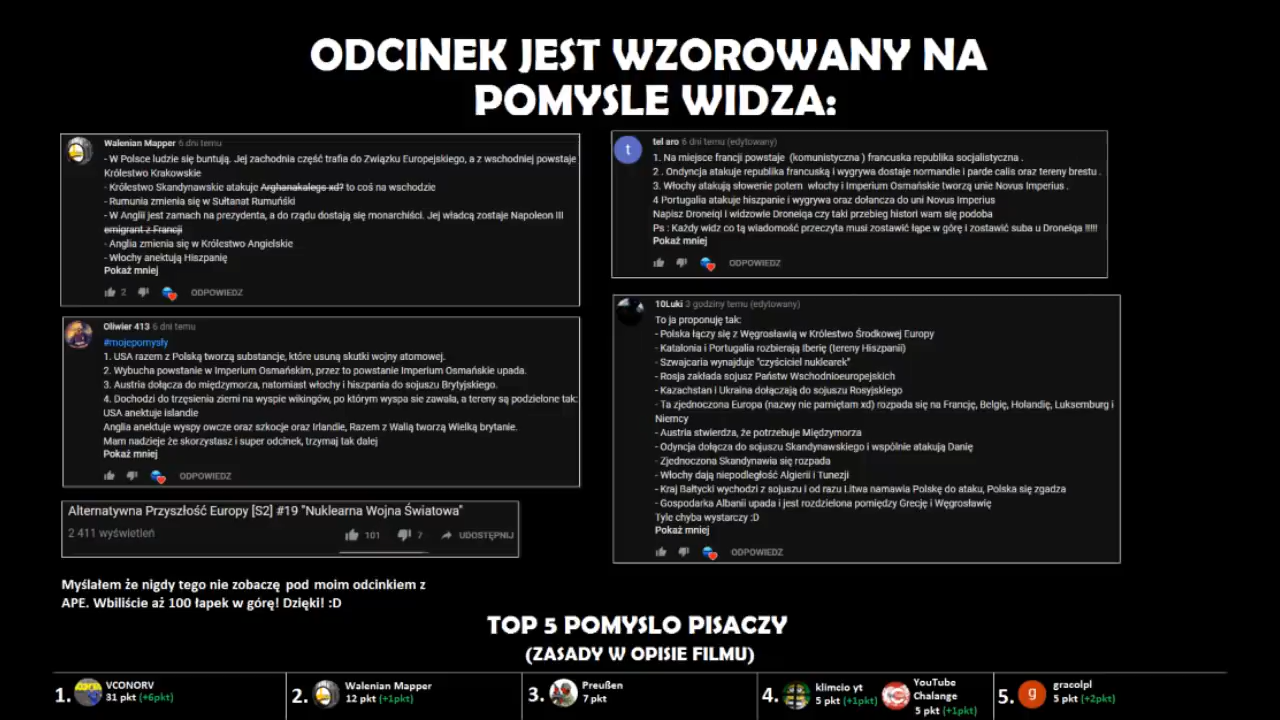 ODCINEK JEST WZOROWANY NA
POMYSLE WIDZA:
Walenian Mapper 6 dni temu
- W Polsce ludzie się buntują. Jej zachodnia część trafia do Związku Europejskiego, a z wschodniej powstaje
Królestwo Krakowskie
- Królestwo Skandynawskie atakuje Arghanakalegs xd? to coś na wschodzie
- Rumunia zmienia się w Sułtanat Rumuńśki
- W Anglii jest zamach na prezydenta, a do rządu dostają się monarchiści. Jej władcą zostaje Napoleon III
emigrant z Francji
- Anglia zmienia się w Królestwo Angielskie
- Włochy anektują Hiszpanię
Pokaż mniej
2 ODPOWIEDZ
Oliwier 413 6 dni temu
#mojepomysły
1. USA razem z Polską tworzą substancje, które usuną skutki wojny atomowej.
2. Wybucha powstanie w Imperium Osmańskim, przez to powstanie Imperium Osmańskie upada.
3. Austria dołącza do międzymorza, natomiast włochy i hiszpania do sojuszu Brytyjskiego.
4. Dochodzi do trzęsienia ziemi na wyspie wikingów, po którym wyspa sie zawala, a tereny są podzielone tak:
USA anektuje islandie
Anglia anektuje wyspy owcze oraz szkocje oraz Irlandie, Razem z Walią tworzą Wielką brytanie.
Mam nadzieje że skorzystasz i super odcinek, trzymaj tak dalej
Pokaż mniej
ODPOWIEDZ
Alternatywna Przyszłość Europy [S2] #19 "Nuklearna Wojna Światowa"
2 411 wyświetleń
101 7 UDOSTĘPNIJ
Myślałem że nigdy tego nie zobaczę pod moim odcinkiem z
APE. Wbiliście aż 100 łapek w górę! Dzięki! :D
t
tel aro 6 dni temu (edytowany)
1. Na miejsce francji powstaje (komunistyczna ) francuska republika socjalistyczna .
2 . Ondyncja atakuje republika francuską i wygrywa dostaje normandie i parde calis oraz tereny brestu .
3. Włochy atakują słowenie potem włochy i Imperium Osmańskie tworzą unie Novus Imperius .
4 Portugalia atakuje hiszpanie i wygrywa oraz dolancza do uni Novus Imperius
Napisz Droneiql i widzowie Droneiqa czy taki przebieg histori wam się podoba
Ps : Każdy widz co tą wiadomość przeczyta musi zostawić łąpe w górę i zostawić suba u Droneiqa !!!!!
Pokaż mniej
ODPOWIEDZ
10Luki 3 godziny temu (edytowany)
To ja proponuję tak:
- Polska łączy się z Węgrosławią w Królestwo Środkowej Europy
- Katalonia i Portugalia rozbierają Iberię (tereny Hiszpanii)
- Szwajcaria wynajduje "czyściciel nuklearek"
- Rosja zakłada sojusz Państw Wschodnioeuropejskich
- Kazachstan i Ukraina dołączają do sojuszu Rosyjskiego
- Ta zjednoczona Europa (nazwy nie pamiętam xd) rozpada się na Francję, Belgię, Holandię, Luksemburg i
Niemcy
- Austria stwierdza, że potrzebuje Międzymorza
- Odyncja dołącza do sojuszu Skandynawskiego i wspólnie atakują Danię
- Zjednoczona Skandynawia się rozpada
- Włochy dają niepodległość Algierii i Tunezji
- Kraj Bałtycki wychodzi z sojuszu i od razu Litwa namawia Polskę do ataku, Polska się zgadza
- Gospodarka Albanii upada i jest rozdzielona pomiędzy Grecję i Węgrosławię
Tyle chyba wystarczy :D
Pokaż mniej
ODPOWIEDZ
TOP 5 POMYSLO PISACZY
(ZASADY W OPISIE FILMU)
1. VCONORV
31 pkt (+6pkt)
2. Walenian Mapper
12 pkt (+1pkt)
3. Preußen
7 pkt
4. klimcio yt
5 pkt (+1pkt)
YouTube
Chalange
5 pkt (+1pkt)
5. g gracolpl
5 pkt (+2pkt)